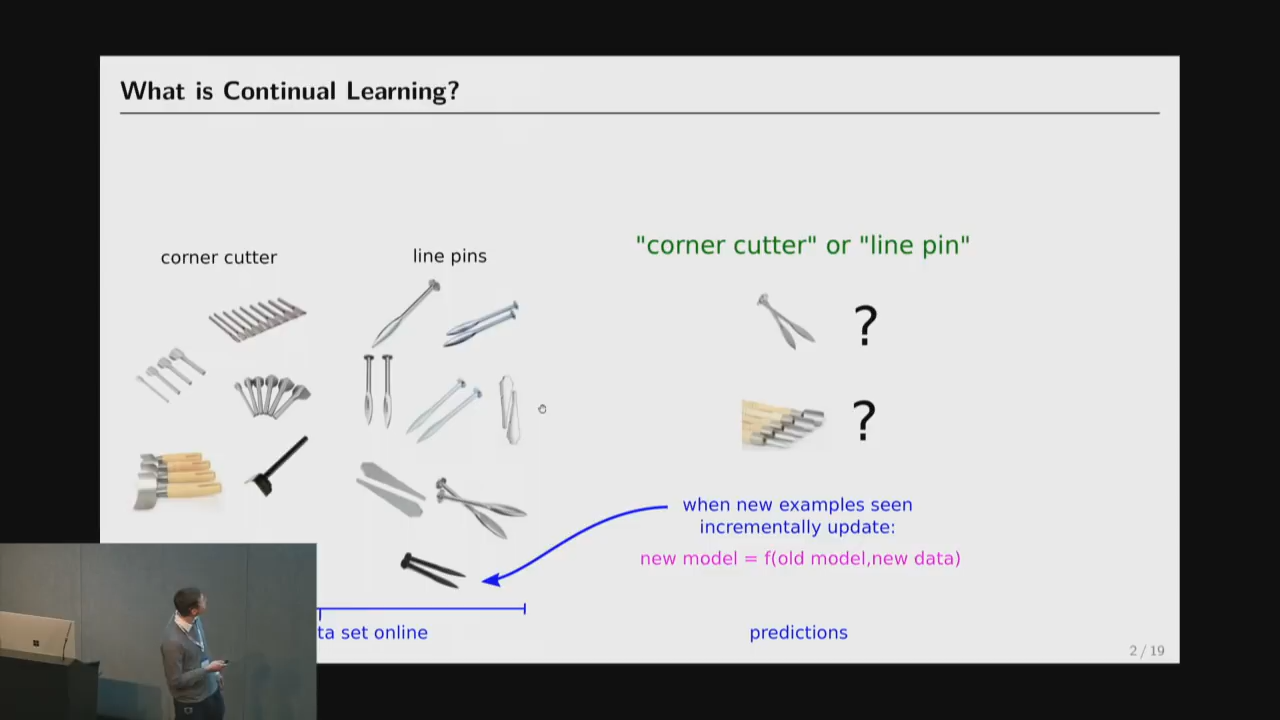 What is Continual Learning?
corner cutter
line pins
"corner cutter" or "line pin"
?
?
when new examples seen
incrementally update:
new model = f(old model,new data)
ta set online
predictions
2 / 19